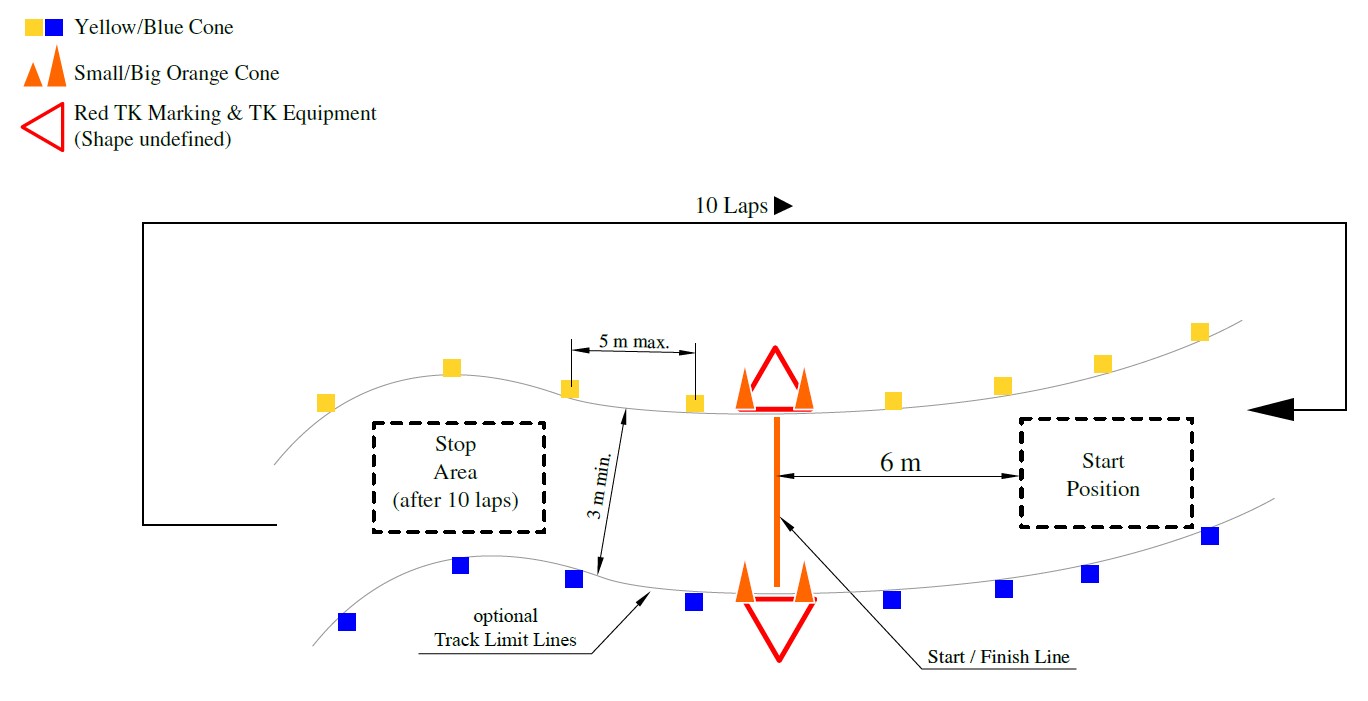 Yellow/Blue Cone
Small/Big Orange Cone
Red TK Marking & TK Equipment
(Shape undefined)
10 Laps
5 m max.
Stop
Area
(after 10 laps)
3 m min.
6 m
Start
Position
optional
Track Limit Lines
Start / Finish Line